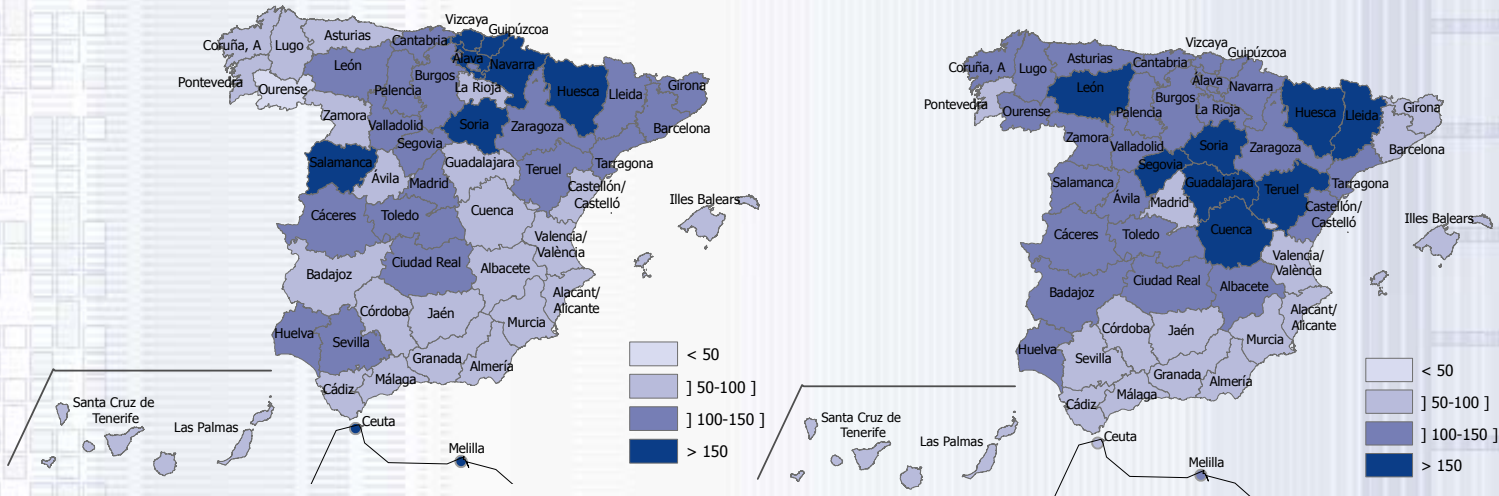 Vizcaya
Guipúzcoa
Coruña, A
Lugo
Asturias
Cantabria
Álava
Navarra
Pontevedra
Ourense
León
Palencia
Burgos
La Rioja
Huesca
Lleida
Girona
Zamora
Valladolid
Soria
Zaragoza
Barcelona
Segovia
Salamanca
Ávila
Madrid
Guadalajara
Teruel
Tarragona
Castellón/
Castelló
Illes Balears
Cáceres
Toledo
Cuenca
Valencia/
València
Badajoz
Ciudad Real
Albacete
Alacant/
Alicante
Córdoba
Jaén
Murcia
Huelva
Sevilla
Granada
Almería
Málaga
Cádiz
Ceuta
Melilla
Santa Cruz de
Tenerife
Las Palmas
< 50
] 50-100 ]
] 100-150 ]
> 150
Vizcaya
Guipúzcoa
Coruña, A
Lugo
Asturias
Cantabria
Álava
Navarra
Pontevedra
Ourense
León
Palencia
Burgos
La Rioja
Huesca
Lleida
Girona
Zamora
Valladolid
Soria
Zaragoza
Barcelona
Segovia
Salamanca
Ávila
Madrid
Guadalajara
Teruel
Tarragona
Castellón/
Castelló
Illes Balears
Cáceres
Toledo
Cuenca
Valencia/
València
Badajoz
Ciudad Real
Albacete
Alacant/
Alicante
Córdoba
Jaén
Murcia
Huelva
Sevilla
Granada
Almería
Málaga
Cádiz
Ceuta
Melilla
Santa Cruz de
Tenerife
Las Palmas
< 50
] 50-100 ]
] 100-150 ]
> 150